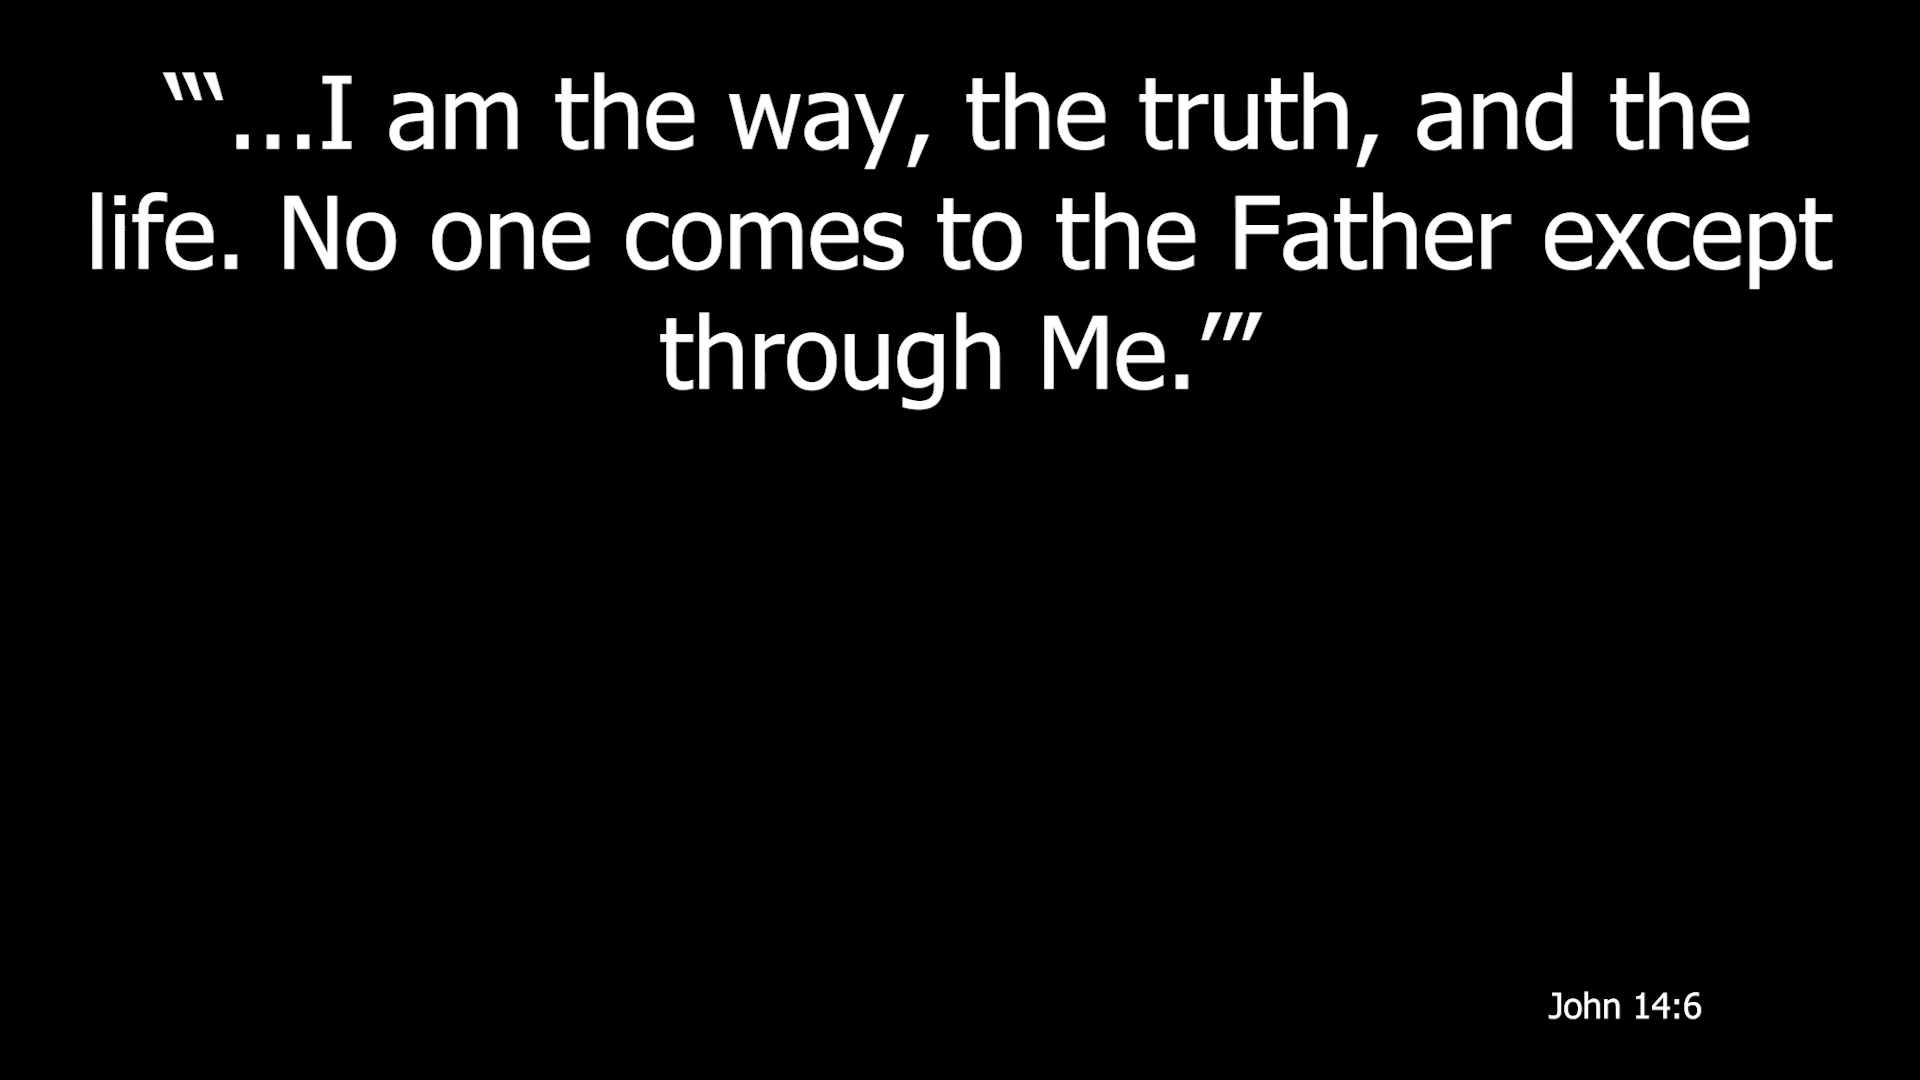 “‘...I am the way, the truth, and the
life. No one comes to the Father except
through Me.’”
John 14:6